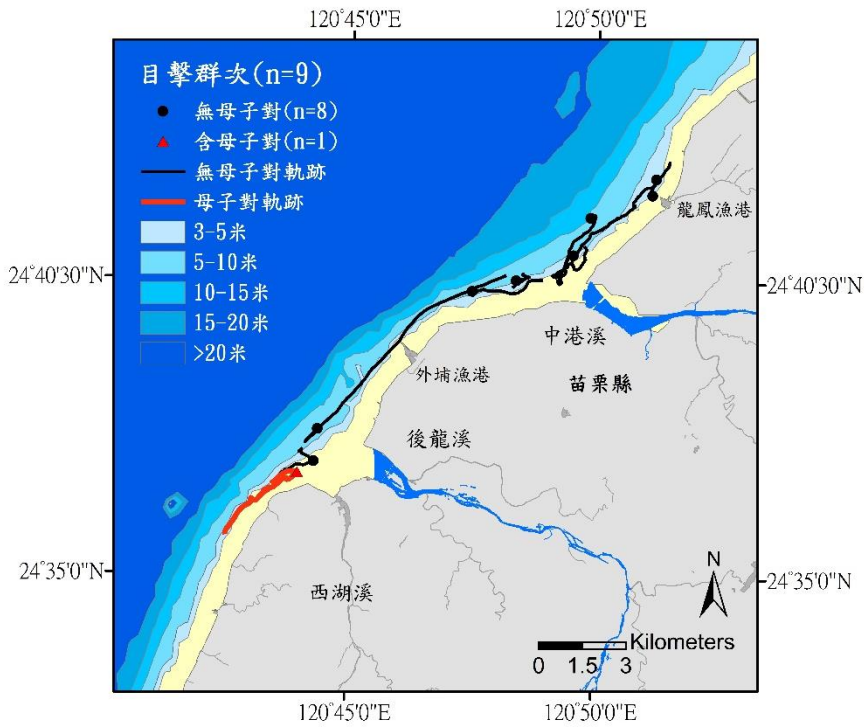 120°45'0"E
120°50'0"E
目擊群次(n=9)
無母子對(n=8)
含母子對(n=1)
無母子對軌跡
母子對軌跡
3-5米
5-10米
10-15米
15-20米
>20米
龍鳳漁港
24°40'30"N
24°40'30"N
中港溪
外埔漁港
苗栗縣
後龍溪
24°35'0"N
24°35'0"N
西湖溪
N
Kilometers
0 1.5 3
120°45'0"E
120°50'0"E